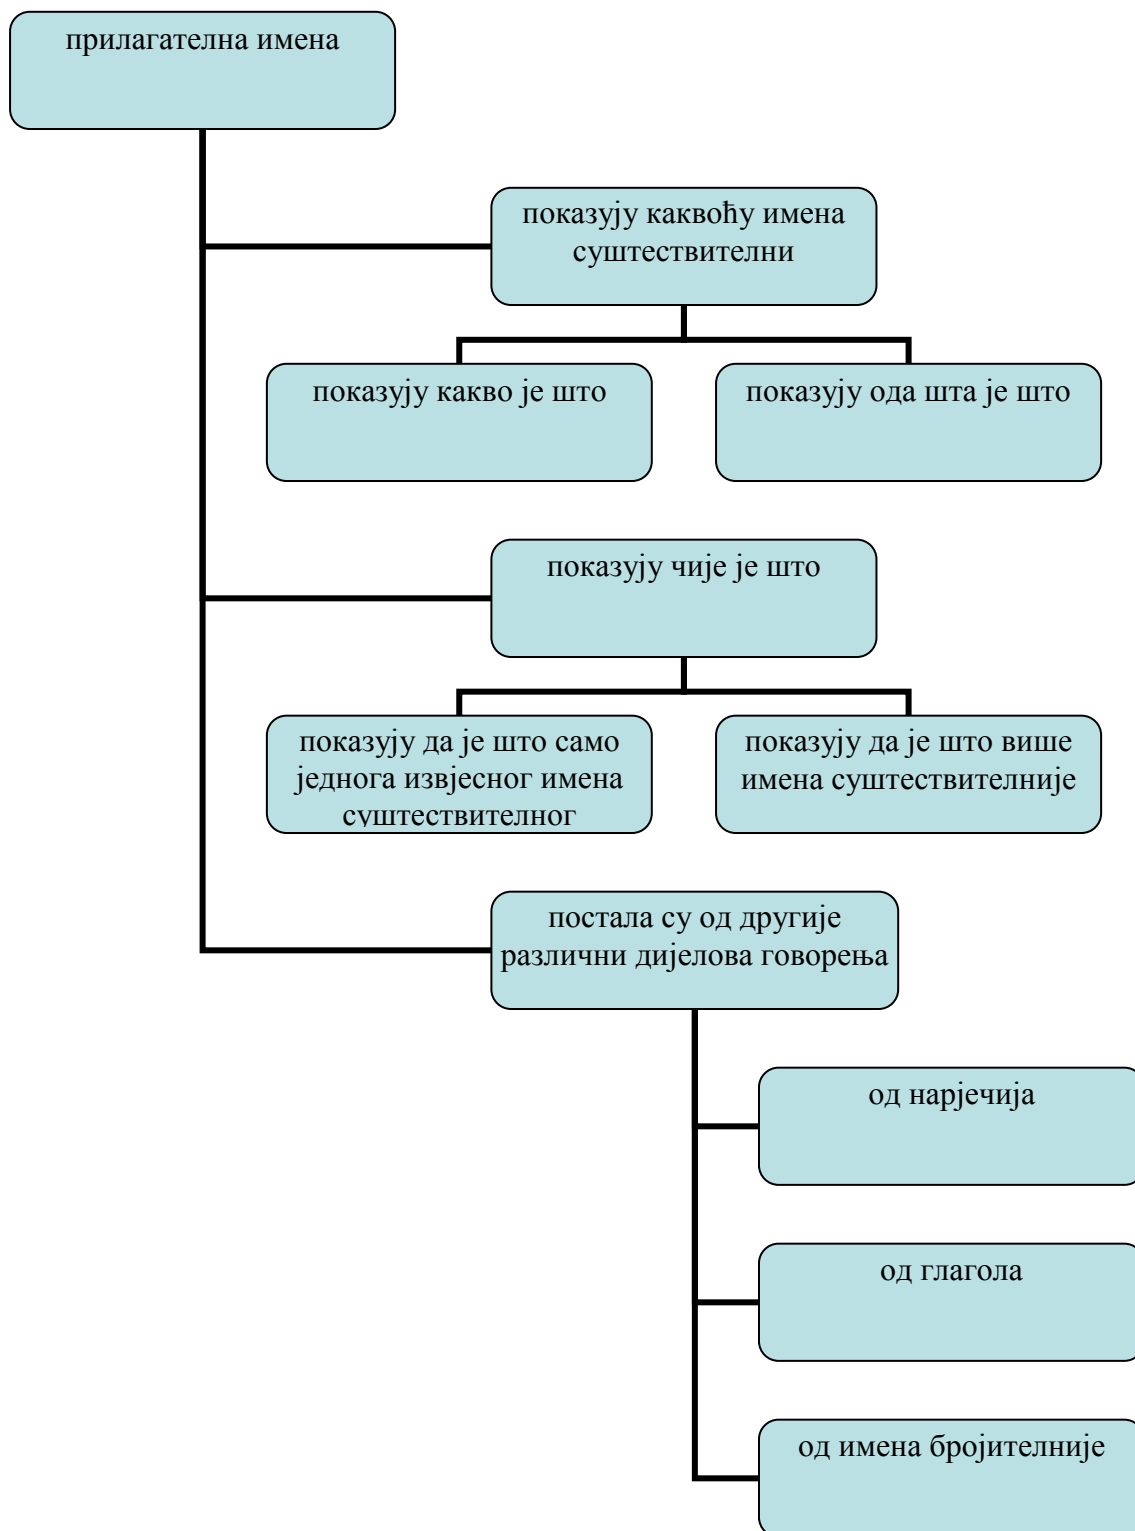 прилагателна имена
показују каквоћу имена
суштествителни
показују какво је што
показују ода шта је што
показују чије је што
показују да је што само
једнога извјесног имена
суштествителног
показују да је што више
имена суштествителније
постала су од другије
различни дијелова говорења
од нарјечија
од глагола
од имена бројителније